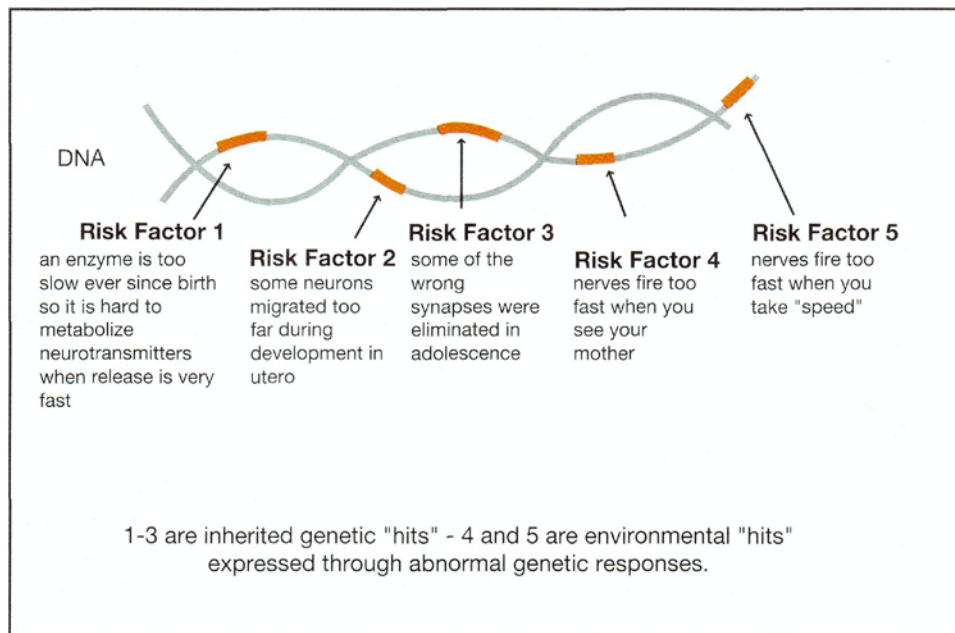 DNA
Risk Factor 1
an enzyme is too
slow ever since birth
so it is hard to
metabolize
neurotransmitters
when release is very
fast
Risk Factor 2
some neurons
migrated too
far during
development in
utero
Risk Factor 3
some of the
wrong
synapses were
eliminated in
adolescence
Risk Factor 4
nerves fire too
fast when you
see your
mother
Risk Factor 5
nerves fire too
fast when you
take "speed"
1-3 are inherited genetic "hits" - 4 and 5 are environmental "hits"
expressed through abnormal genetic responses.